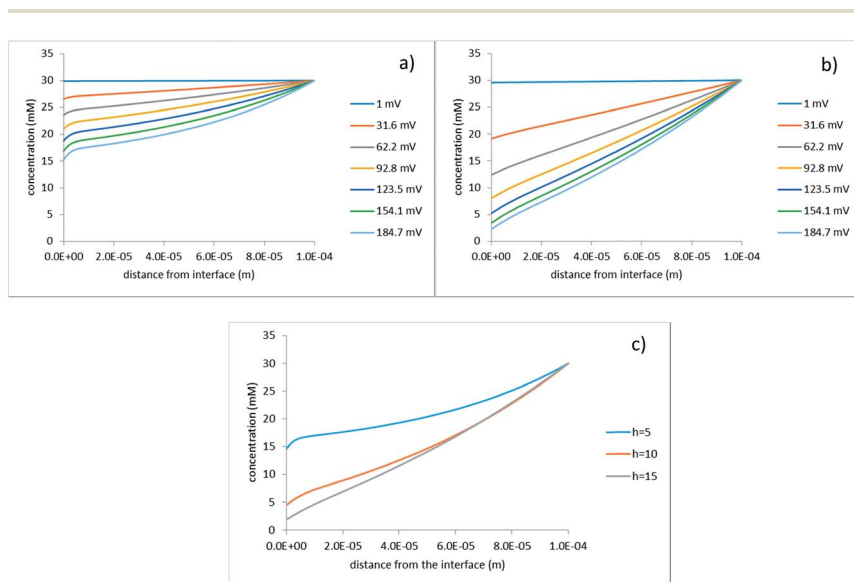 a)
35
30
25
20
15
10
5
0
concentration (mM)
0.0E+00 2.0E-05 4.0E-05 6.0E-05 8.0E-05 1.0E-04
distance from interface (m)
1 mV
31.6 mV
62.2 mV
92.8 mV
123.5 mV
154.1 mV
184.7 mV
b)
35
30
25
20
15
10
5
0
concentration (mM)
0.0E+00 2.0E-05 4.0E-05 6.0E-05 8.0E-05 1.0E-04
distance from interface (m)
1 mV
31.6 mV
62.2 mV
92.8 mV
123.5 mV
154.1 mV
184.7 mV
c)
35
30
25
20
15
10
5
0
concentration (mM)
0.0E+00 2.0E-05 4.0E-05 6.0E-05 8.0E-05 1.0E-04
distance from the interface (m)
h=5
h=10
h=15